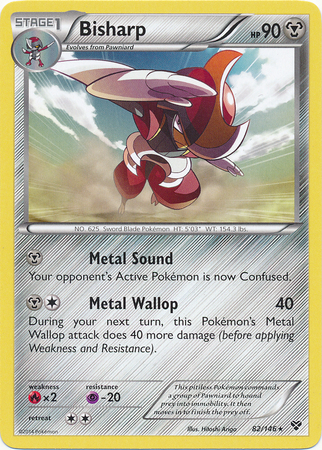 STAGE1
Bisharp
HP 90
Evolves from Pawniard
NO. 625 Sword Blade Pokémon HT: 5'03" WT: 154.3 lbs.
Metal Sound
Your opponent's Active Pokémon is now Confused.
Metal Wallop 40
During your next turn, this Pokémon's Metal
Wallop attack does 40 more damage (before applying
Weakness and Resistance).
weakness
×2
resistance
-20
retreat
This pitiless Pokémon commands
a group of Pawniard to hound
prey into immobility. It then
moves in to finish the prey off.
©2014 Pokémon
Illus. Hitoshi Ariga
82/146 ★
XY